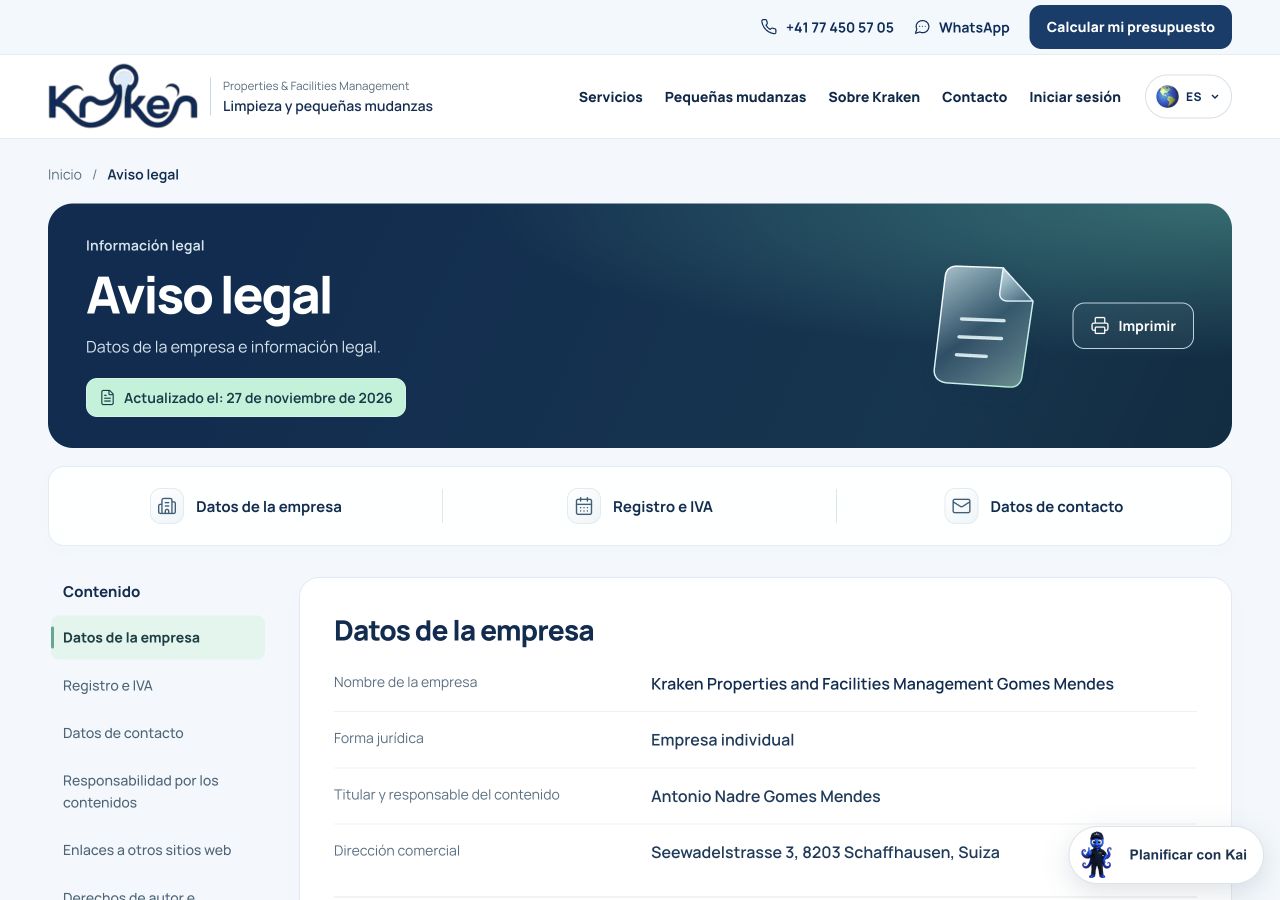 +41 77 450 57 05
WhatsApp
Calcular mi presupuesto
Kraken
Properties & Facilities Management
Limpieza y pequeñas mudanzas
Servicios
Pequeñas mudanzas
Sobre Kraken
Contacto
Iniciar sesión
ES
Inicio / Aviso legal
Información legal
Aviso legal
Datos de la empresa e información legal.
Actualizado el: 27 de noviembre de 2026
Imprimir
Datos de la empresa
Registro e IVA
Datos de contacto
Contenido
Datos de la empresa
Registro e IVA
Datos de contacto
Responsabilidad por los
contenidos
Enlaces a otros sitios web
Derechos de autor e
Datos de la empresa
Nombre de la empresa
Kraken Properties and Facilities Management Gomes Mendes
Forma jurídica
Empresa individual
Titular y responsable del contenido
Antonio Nadre Gomes Mendes
Dirección comercial
Seewadelstrasse 3, 8203 Schaffhausen, Suiza
Planificar con Kai